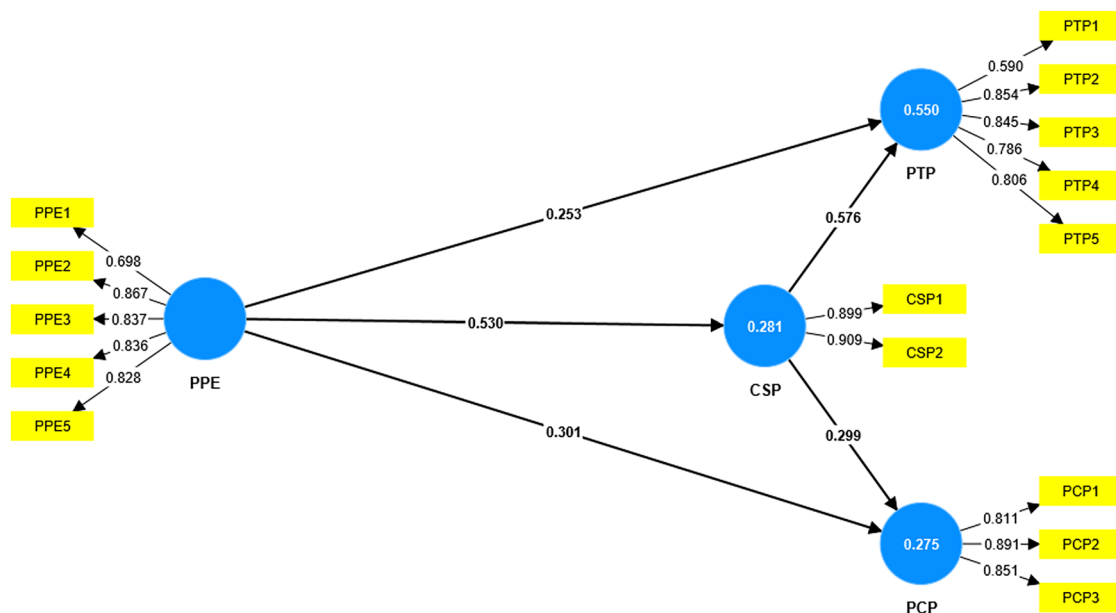 PTP1
0.590
PTP2
0.854
0.550
PTP3
0.845
0.786
PTP
PTP4
0.806
PTP5
PPE1
0.253
0.576
0.698
PPE2
0.867
CSP1
0.899
PPE3
0.837
0.530
0.281
0.909
CSP2
0.836
PPE4
0.828
PPE
CSP
PPE5
0.301
0.299
PCP1
0.811
0.275
0.891
PCP2
0.851
PCP3
PCP